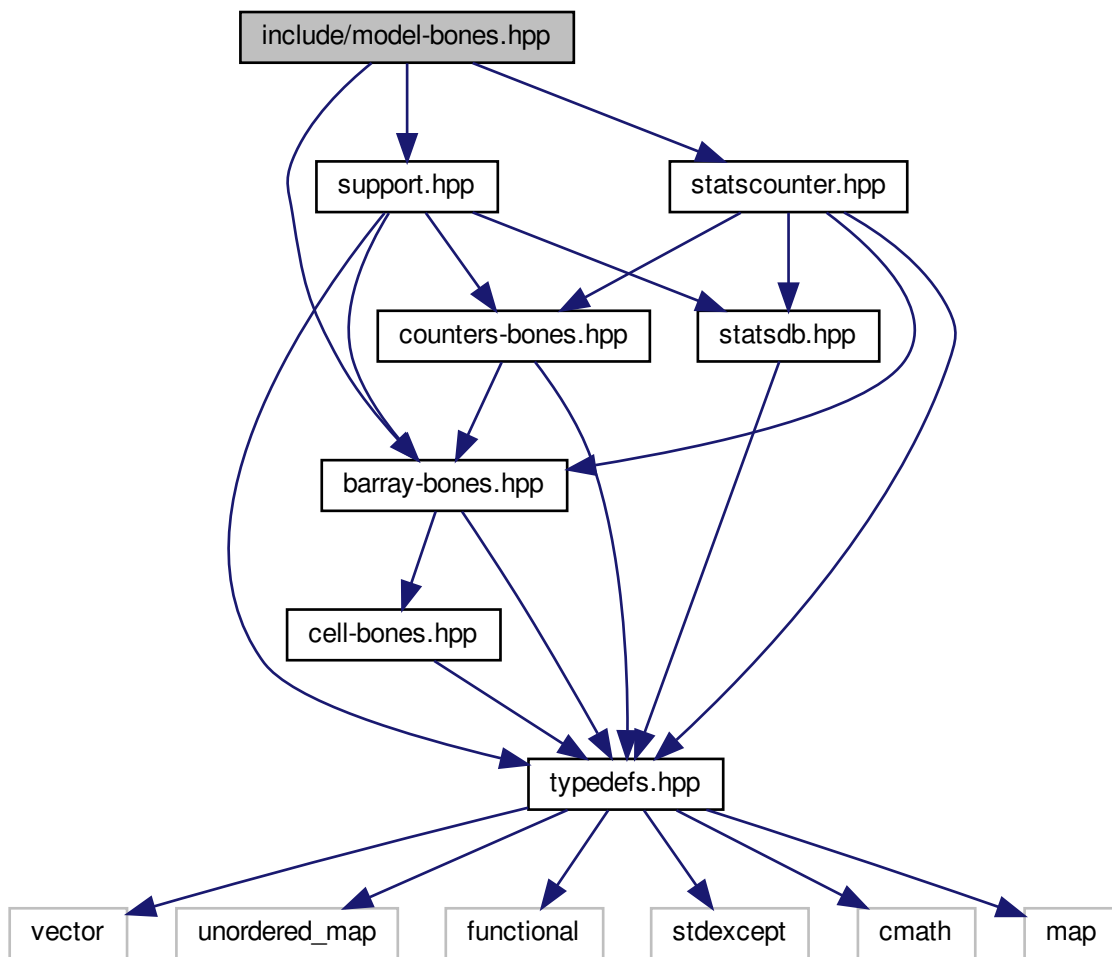 include/model-bones.hpp
support.hpp
statscounter.hpp
counters-bones.hpp
statsdb.hpp
barray-bones.hpp
cell-bones.hpp
typedefs.hpp
vector
unordered_map
functional
stdexcept
cmath
map